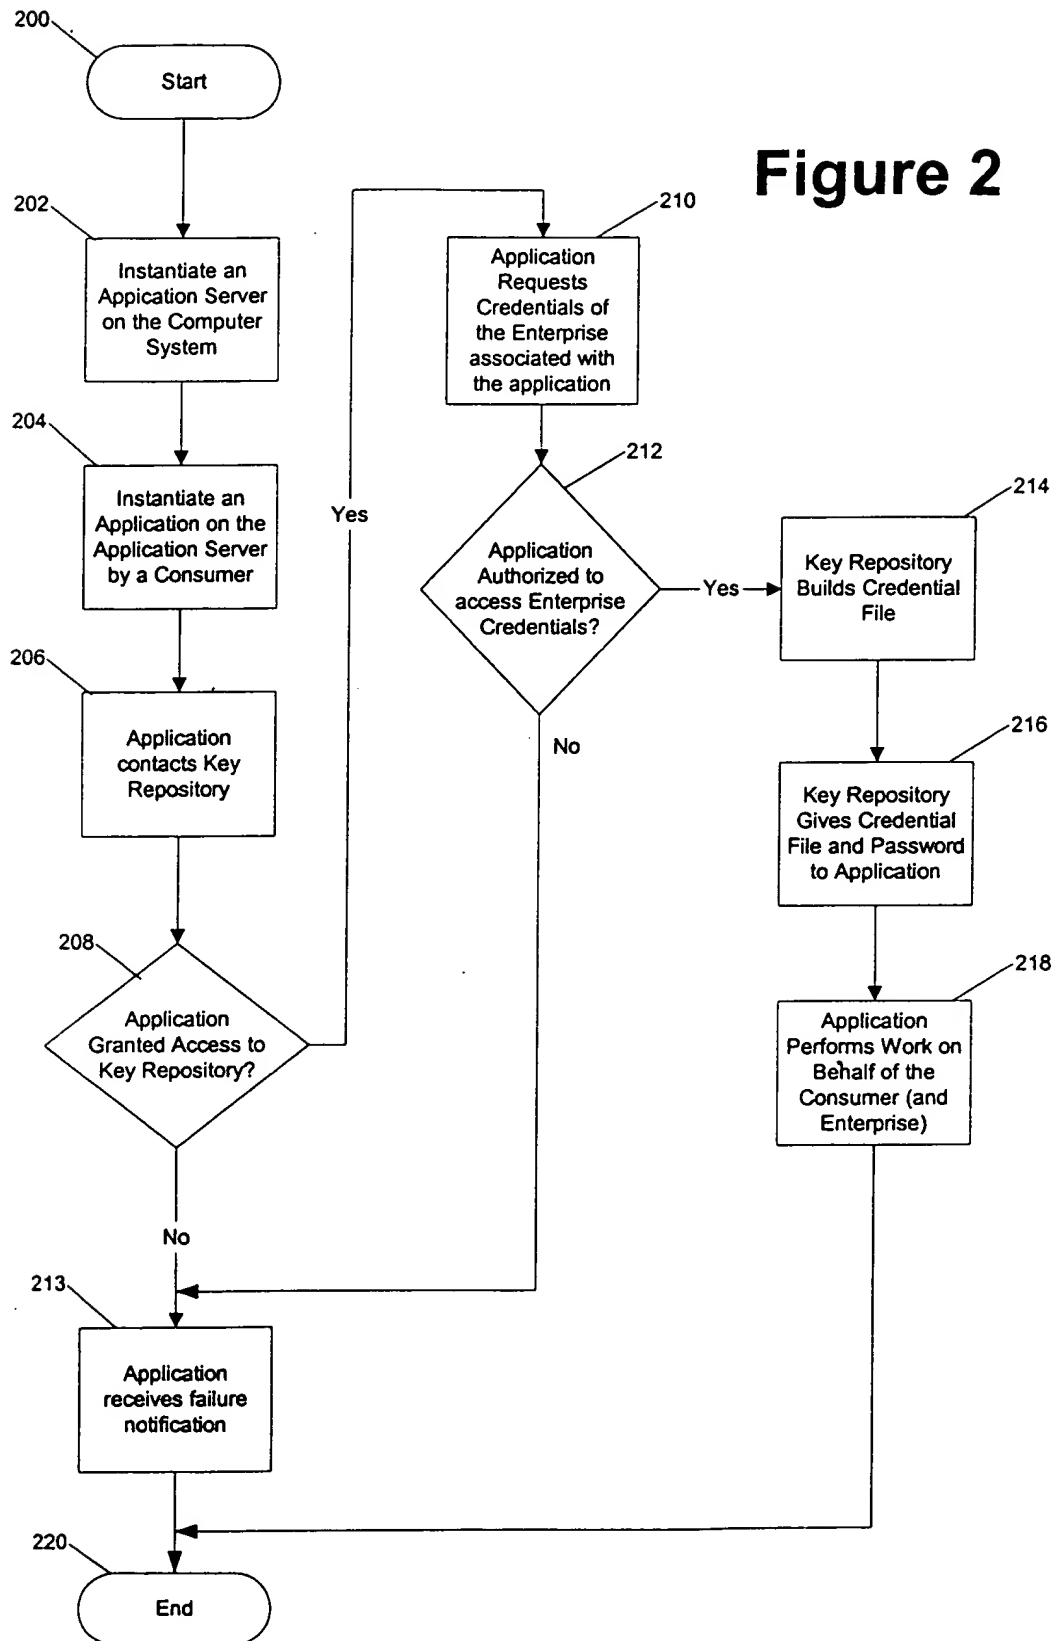 200
Start
Figure 2
202
Instantiate an
Appication Server
on the Computer
System
204
Instantiate an
Application on the
Application Server
by a Consumer
206
Application
contacts Key
Repository
208
Application
Granted Access to
Key Repository?
Yes
No
210
Application
Requests
Credentials of
the Enterprise
associated with
the application
212
Application
Authorized to
access Enterprise
Credentials?
Yes
No
213
Application
receives failure
notification
214
Key Repository
Builds Credential
File
216
Key Repository
Gives Credential
File and Password
to Application
218
Application
Performs Work on
Behalf of the
Consumer (and
Enterprise)
220
End